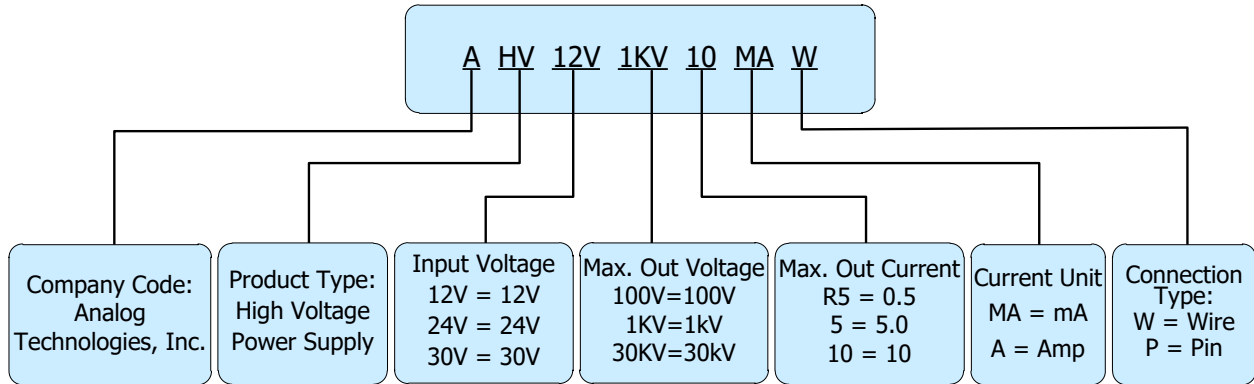 A HV 12V 1KV 10 MA W
Company Code:
Analog
Technologies, Inc.
Product Type:
High Voltage
Power Supply
Input Voltage
12V = 12V
24V = 24V
30V = 30V
Max. Out Voltage
100V=100V
1KV=1kV
30KV=30kV
Max. Out Current
R5 = 0.5
5 = 5.0
10 = 10
Current Unit
MA = mA
A = Amp
Connection
Type:
W = Wire
P = Pin